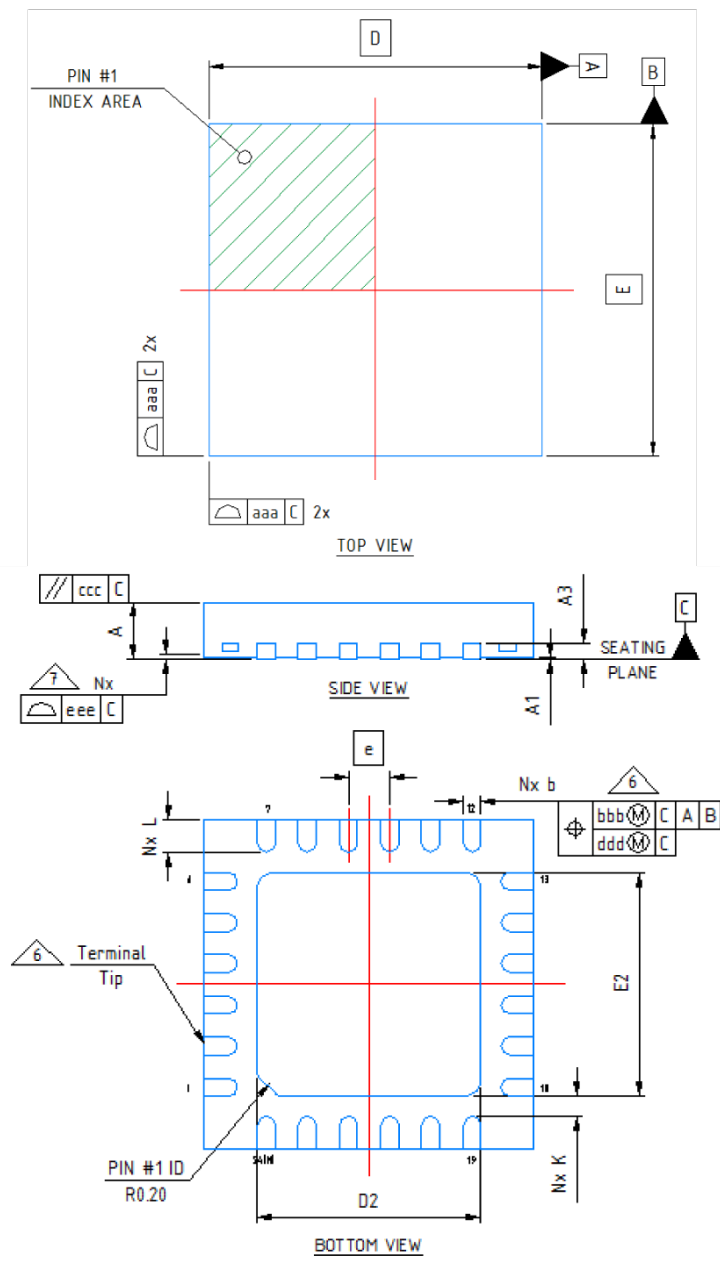 D
A
B
PIN #1
INDEX AREA
E
aaa C 2x
aaa C 2x
TOP VIEW
// ccc C
A
A3
C
SEATING
PLANE
7 Nx
eee C
SIDE VIEW
A1
e
Nx b
6
bbb M C A B
ddd M C
7
12
Nx L
13
6
Terminal
Tip
E2
1
18
PIN #1 ID
R0.20
19
Nx K
D2
BOTTOM VIEW